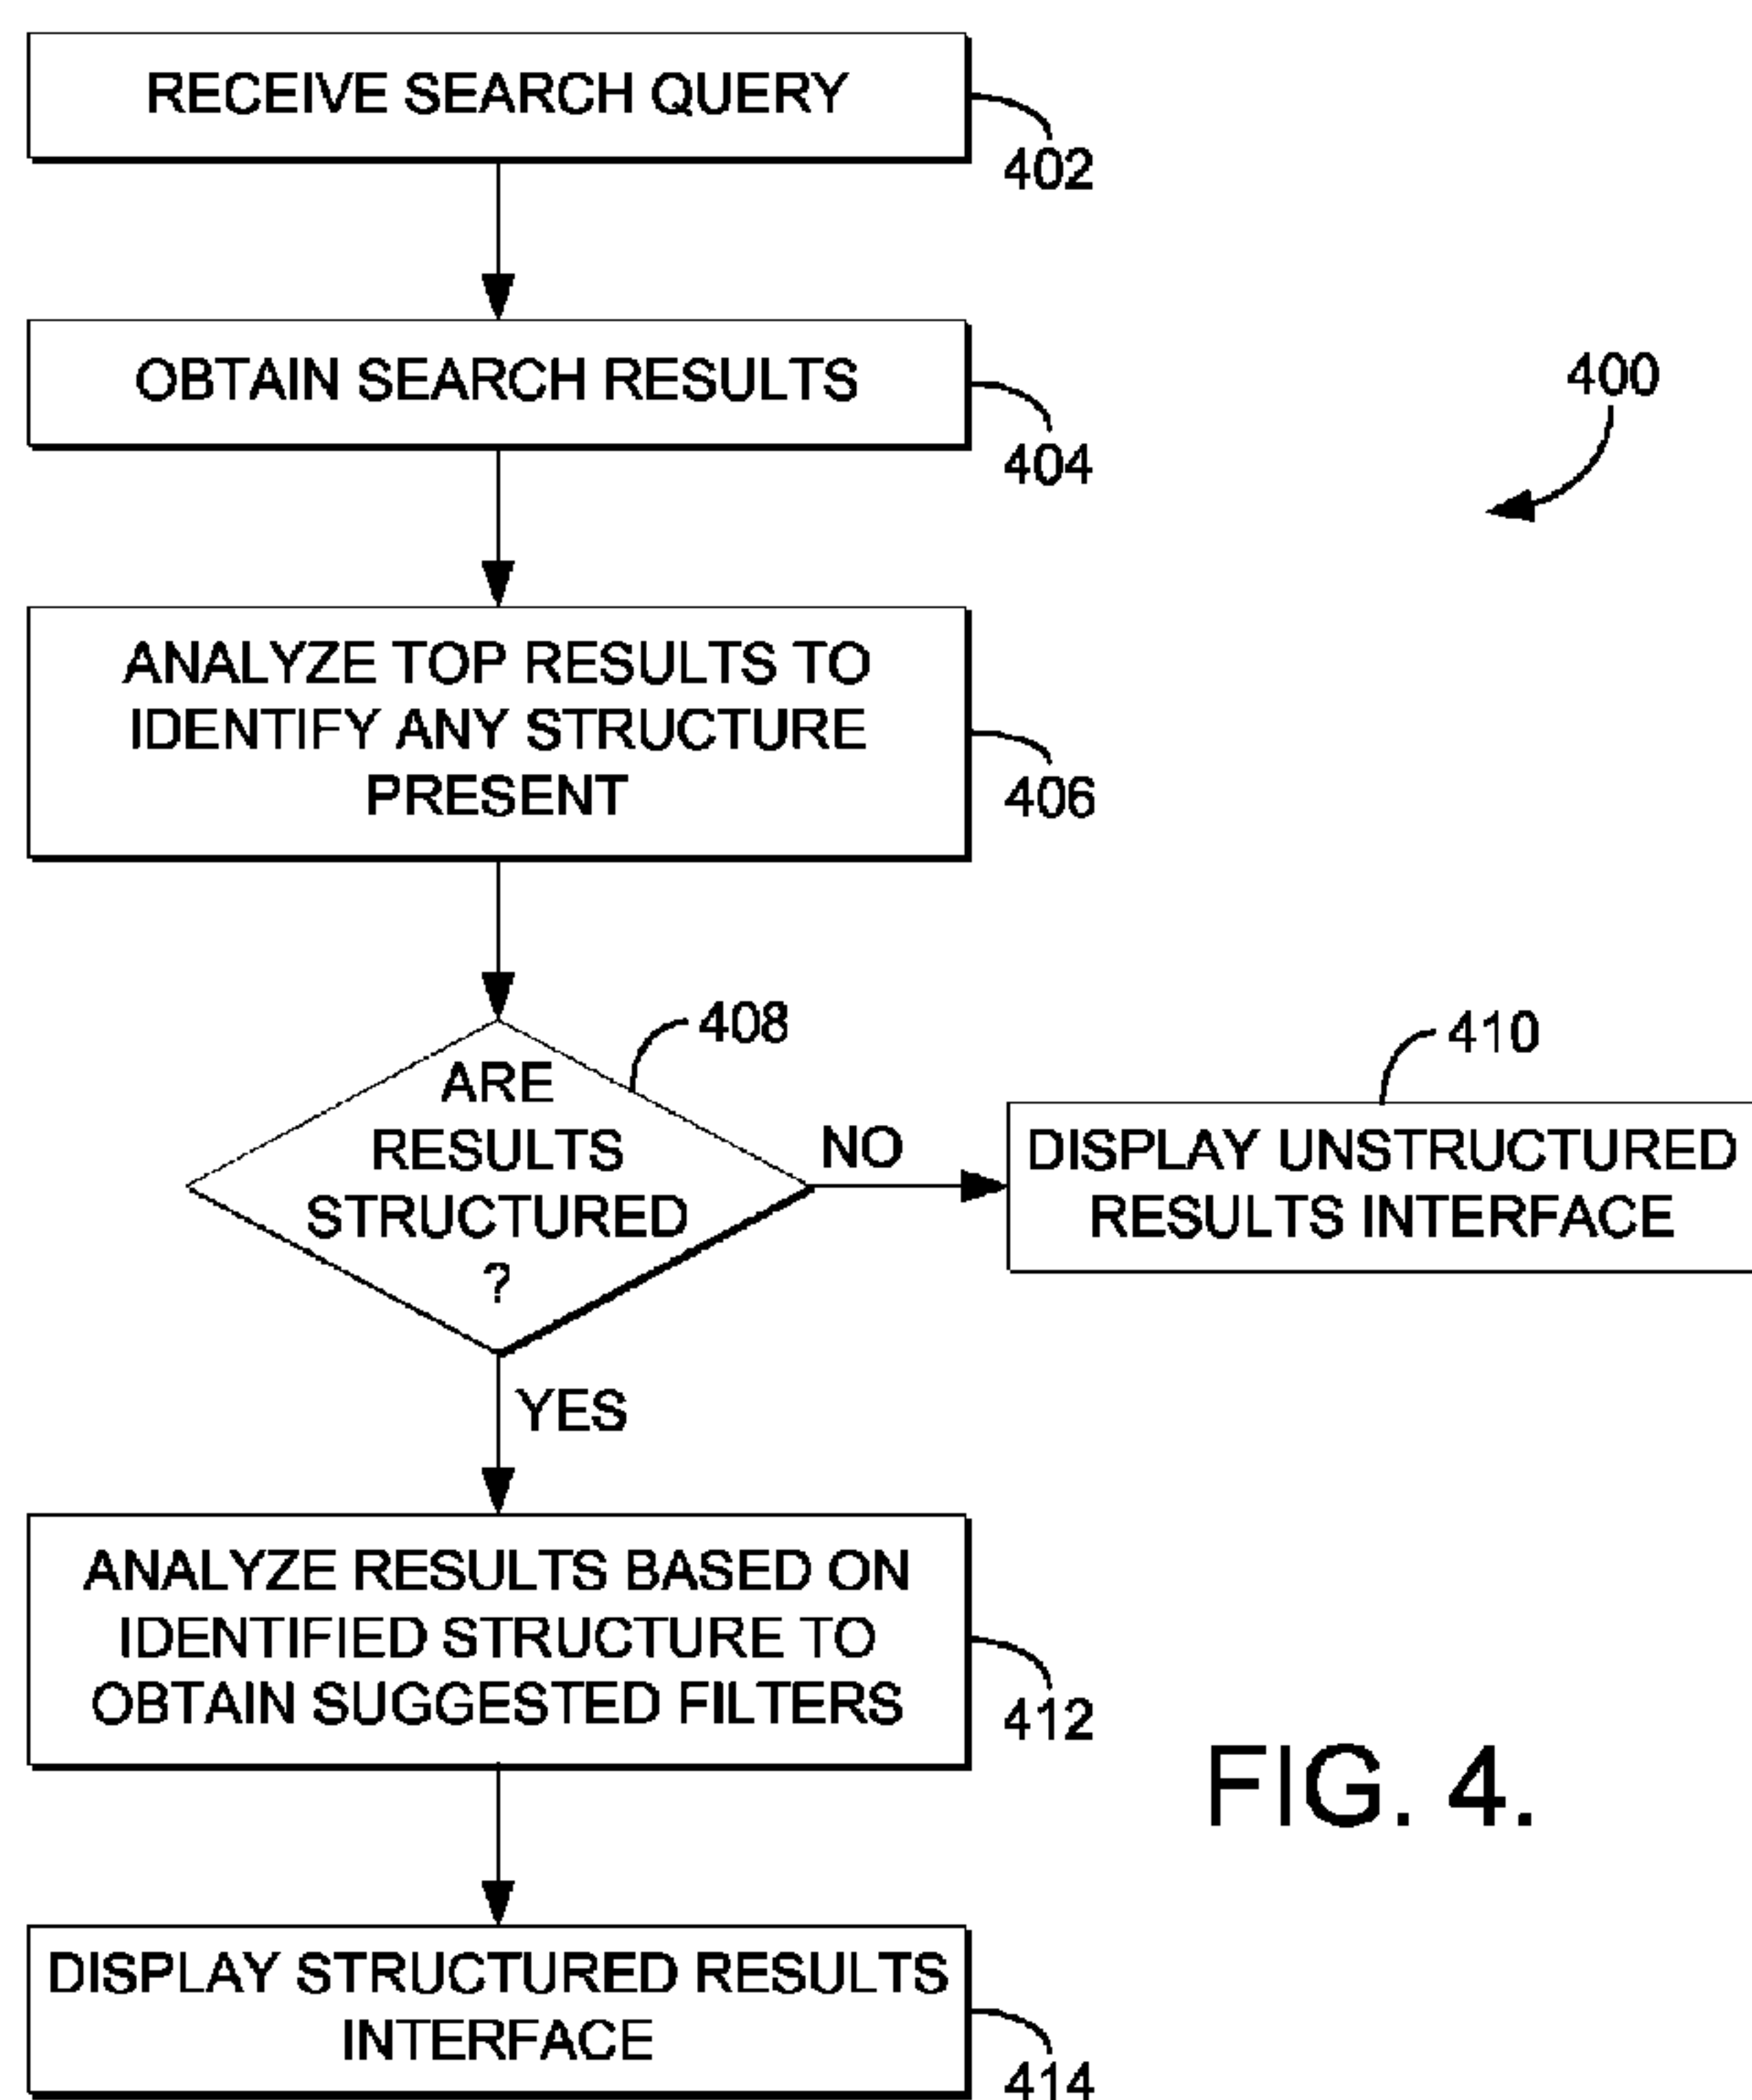 RECEIVE SEARCH QUERY
402
OBTAIN SEARCH RESULTS
404
400
ANALYZE TOP RESULTS TO
IDENTIFY ANY STRUCTURE
PRESENT
406
408
ARE
RESULTS
STRUCTURED
?
NO
410
DISPLAY UNSTRUCTURED
RESULTS INTERFACE
YES
ANALYZE RESULTS BASED ON
IDENTIFIED STRUCTURE TO
OBTAIN SUGGESTED FILTERS
412
FIG. 4.
DISPLAY STRUCTURED RESULTS
INTERFACE
414